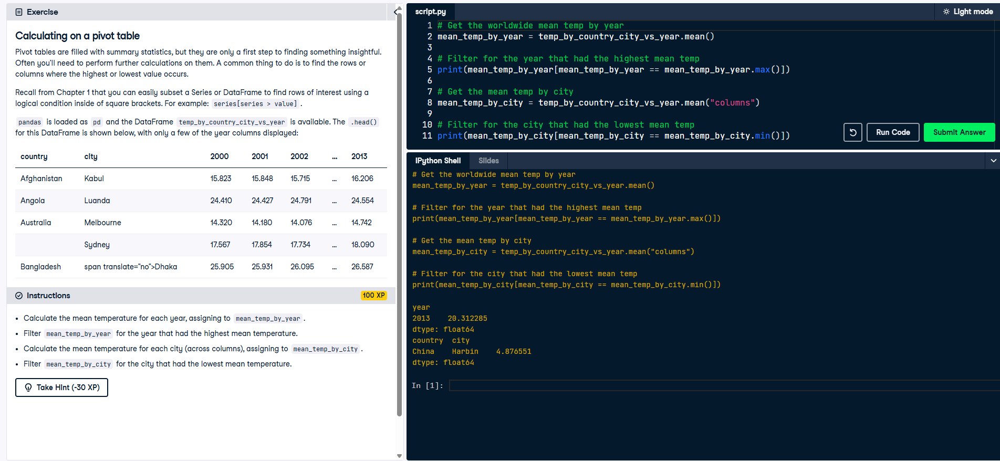 Exercise
Calculating on a pivot table
Pivot tables are filled with summary statistics, but they are only a first step to finding something insightful.
Often you'll need to perform further calculations on them. A common thing to do is to find the rows or
columns where the highest or lowest value occurs.
Recall from Chapter 1 that you can easily subset a Series or DataFrame to find rows of interest using a
logical condition inside of square brackets. For example: series[series > value] .
pandas is loaded as pd and the DataFrame temp_by_country_city_vs_year is available. The .head()
for this DataFrame is shown below, with only a few of the year columns displayed:
country city 2000 2001 2002 ... 2013
Afghanistan Kabul 15.823 15.848 15.715 ... 16.206
Angola Luanda 24.410 24.427 24.791 ... 24.554
Australia Melbourne 14.320 14.180 14.076 ... 14.742
Sydney 17.567 17.854 17.734 ... 18.090
Bangladesh span translate="no">Dhaka 25.905 25.931 26.095 ... 26.587
Instructions 100 XP
• Calculate the mean temperature for each year, assigning to mean_temp_by_year .
• Filter mean_temp_by_year for the year that had the highest mean temperature.
• Calculate the mean temperature for each city (across columns), assigning to mean_temp_by_city .
• Filter mean_temp_by_city for the city that had the lowest mean temperature.
Take Hint (-30 XP)
script.py
Light mode
1 # Get the worldwide mean temp by year
2 mean_temp_by_year = temp_by_country_city_vs_year.mean()
3
4 # Filter for the year that had the highest mean temp
5 print(mean_temp_by_year[mean_temp_by_year == mean_temp_by_year.max()])
6
7 # Get the mean temp by city
8 mean_temp_by_city = temp_by_country_city_vs_year.mean("columns")
9
10 # Filter for the city that had the lowest mean temp
11 print(mean_temp_by_city[mean_temp_by_city == mean_temp_by_city.min()])
Run Code
Submit Answer
IPython Shell Slides
# Get the worldwide mean temp by year
mean_temp_by_year = temp_by_country_city_vs_year.mean()
# Filter for the year that had the highest mean temp
print(mean_temp_by_year[mean_temp_by_year == mean_temp_by_year.max()])
# Get the mean temp by city
mean_temp_by_city = temp_by_country_city_vs_year.mean("columns")
# Filter for the city that had the lowest mean temp
print(mean_temp_by_city[mean_temp_by_city == mean_temp_by_city.min()])
year
2013 20.312285
dtype: float64
country city
China Harbin 4.876551
dtype: float64
In [1]: